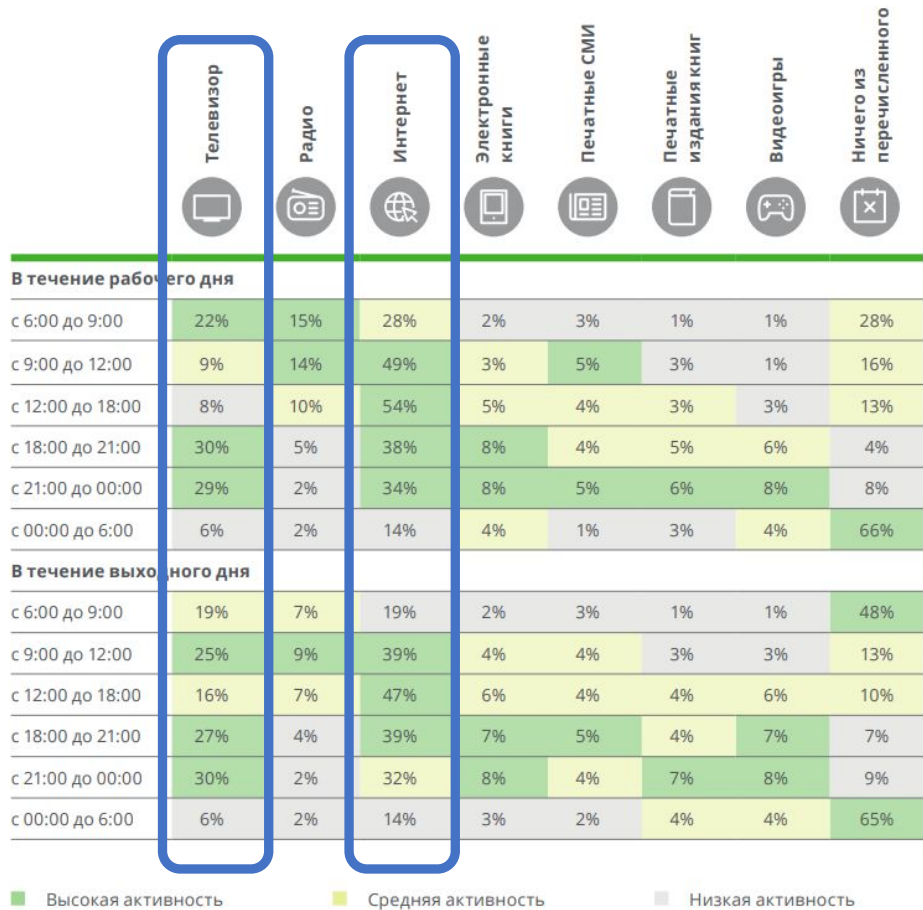 Телевизор
Радио
Интернет
Электронные
книги
Печатные СМИ
Печатные
издания книг
Видеоигры
Ничего из
перечисленного
В течение рабочего дня
с 6:00 до 9:00 22% 15% 28% 2% 3% 1% 1% 28%
с 9:00 до 12:00 9% 14% 49% 3% 5% 3% 1% 16%
с 12:00 до 18:00 8% 10% 54% 5% 4% 3% 3% 13%
с 18:00 до 21:00 30% 5% 38% 8% 4% 5% 6% 4%
с 21:00 до 00:00 29% 2% 34% 8% 5% 6% 8% 8%
с 00:00 до 6:00 6% 2% 14% 4% 1% 3% 4% 66%
В течение выходного дня
с 6:00 до 9:00 19% 7% 19% 2% 3% 1% 1% 48%
с 9:00 до 12:00 25% 9% 39% 4% 4% 3% 3% 13%
с 12:00 до 18:00 16% 7% 47% 6% 4% 4% 6% 10%
с 18:00 до 21:00 27% 4% 39% 7% 5% 4% 7% 7%
с 21:00 до 00:00 30% 2% 32% 8% 4% 7% 8% 9%
с 00:00 до 6:00 6% 2% 14% 3% 2% 4% 4% 65%
Высокая активность Средняя активность Низкая активность